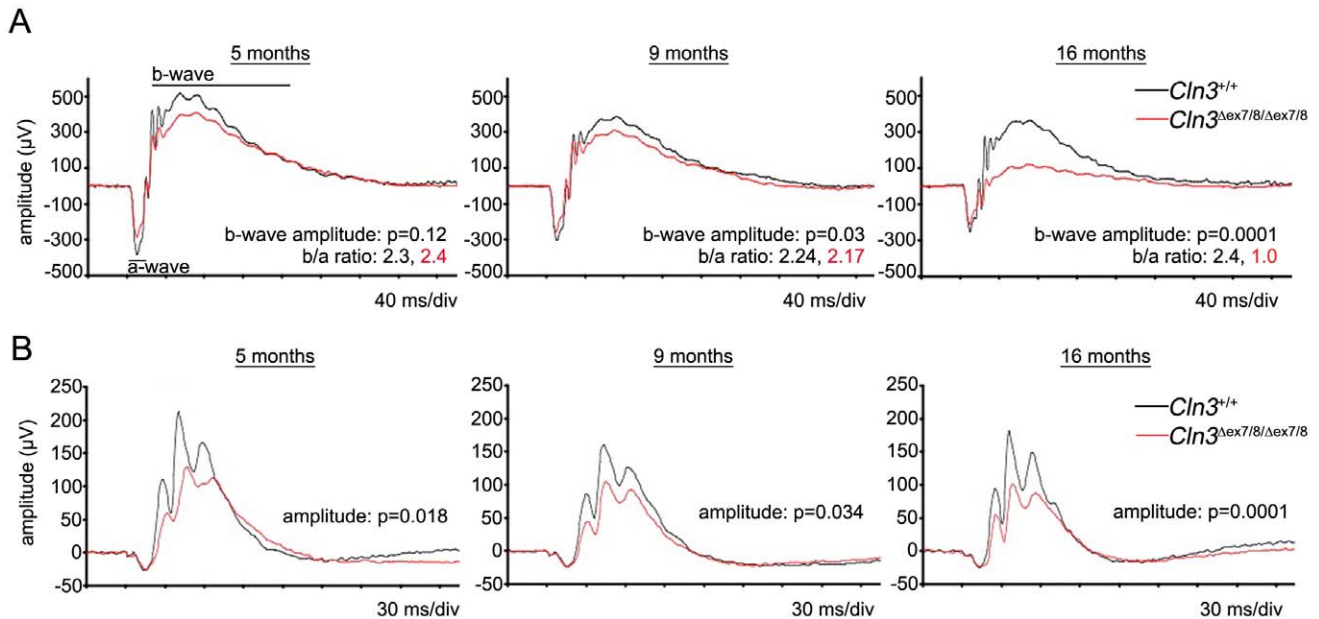 A
5 months
9 months
16 months
b-wave
Cln3+/+
Cln3Δex7/8/Δex7/8
amplitude (μV)
500
300
100
-100
-300
-500
a-wave
b-wave amplitude: p=0.12
b/a ratio: 2.3, 2.4
40 ms/div
500
300
100
-100
-300
-500
b-wave amplitude: p=0.03
b/a ratio: 2.24, 2.17
40 ms/div
500
300
100
-100
-300
-500
b-wave amplitude: p=0.0001
b/a ratio: 2.4, 1.0
40 ms/div
B
5 months
9 months
16 months
Cln3+/+
Cln3Δex7/8/Δex7/8
amplitude (μV)
250
200
150
100
50
0
-50
amplitude: p=0.018
30 ms/div
250
200
150
100
50
0
-50
amplitude: p=0.034
30 ms/div
250
200
150
100
50
0
-50
amplitude: p=0.0001
30 ms/div